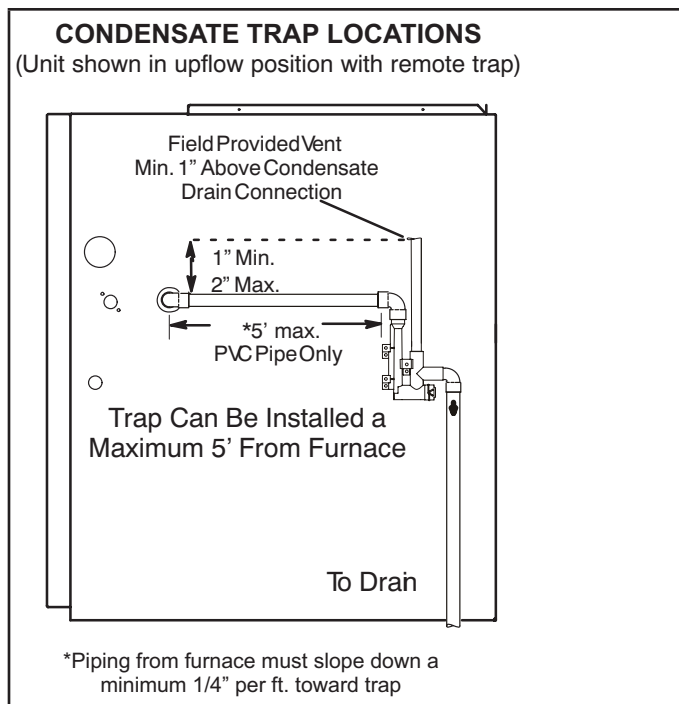 CONDENSATE TRAP LOCATIONS
(Unit shown in upflow position with remote trap)
Field Provided Vent
Min. 1” Above Condensate
Drain Connection
1” Min.
2” Max.
*5’ max.
PVC Pipe Only
Trap Can Be Installed a
Maximum 5’ From Furnace
To Drain
*Piping from furnace must slope down a
minimum 1/4” per ft. toward trap